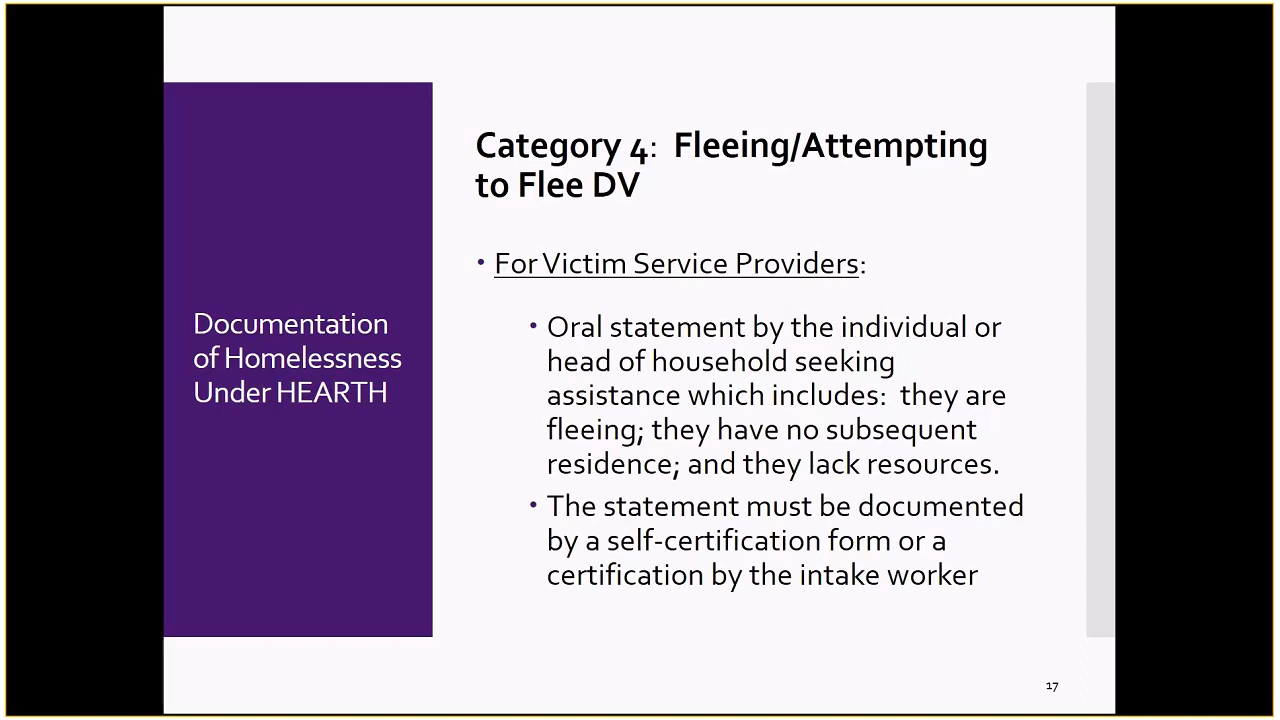 Documentation
of Homelessness
Under HEARTH
Category 4:  Fleeing/Attempting
to Flee DV
• For Victim Service Providers:
• Oral statement by the individual or
head of household seeking
assistance which includes:  they are
fleeing; they have no subsequent
residence; and they lack resources.
• The statement must be documented
by a self-certification form or a
certification by the intake worker
17